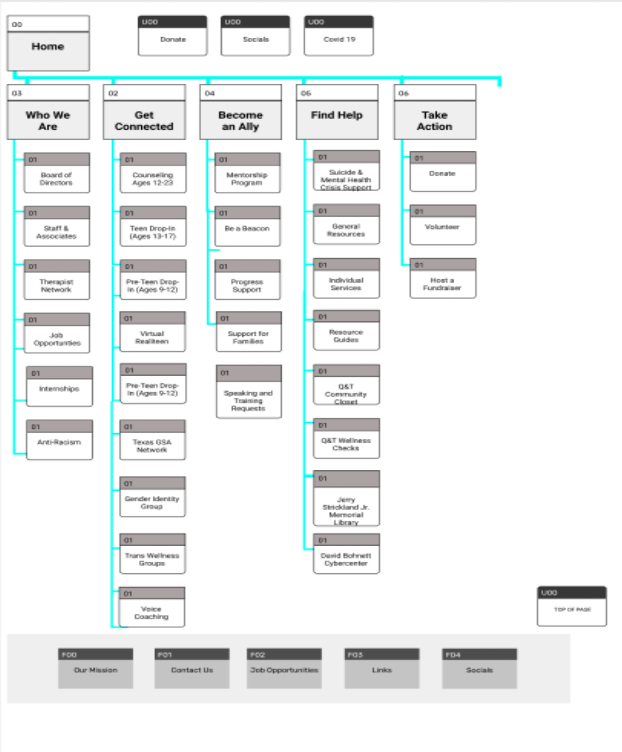 00
Home
U00
Donate
U00
Socials
U00
Covid 19
03
Who We
Are
01
Board of
Directors
01
Staff &
Associates
01
Therapist
Network
01
Job
Opportunties
01
Internships
01
Anti-Racism
02
Get
Connected
01
Counseling
Ages 12-23
01
Teen Drop-In
(Ages 13-17)
01
Pre-Teen Drop-
In (Ages 9-12)
01
Virtual
Realiteen
01
Pre-Teen Drop-
In (Ages 9-12)
01
Texas GSA
Network
01
Gender Identity
Group
01
Trans Wellness
Groups
01
Voice
Coaching
04
Become
an Ally
01
Mentorship
Program
01
Be a Beacon
01
Progress
Support
01
Support for
Families
01
Speaking and
Training
Requests
05
Find Help
01
Suicide &
Mental Health
Crisis Support
01
General
Resources
01
Individual
Services
01
Resource
Guides
01
Q&T
Community
Closet
01
Q&T Wellness
Checks
01
Jerry
Strickland Jr.
Memorial
Library
01
David Bohnett
Cybercenter
06
Take
Action
01
Donate
01
Volunteer
01
Host a
Fundraiser
U00
TOP OF PAGE
F00
Our Mission
F01
Contact Us
F02
Job Opportunities
F03
Links
F04
Socials